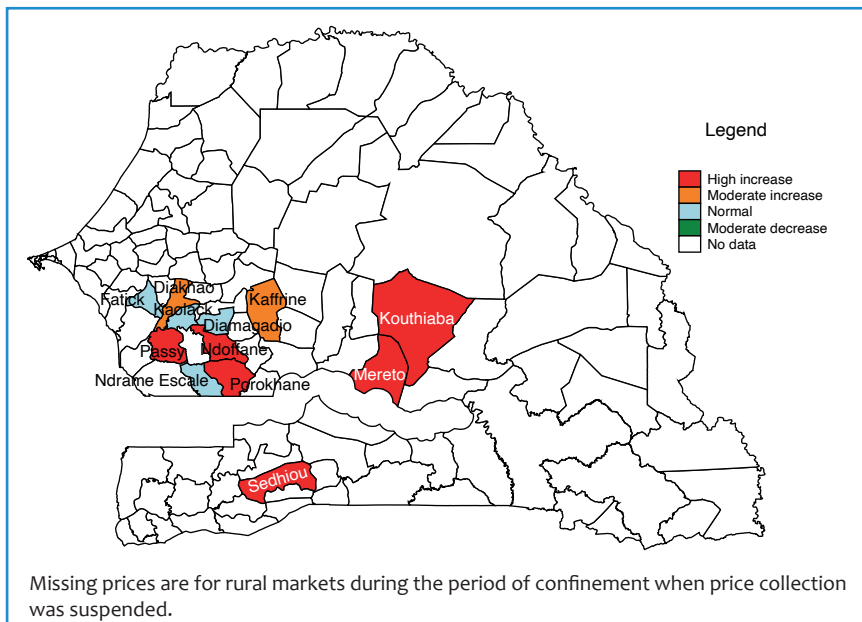 Legend
High increase
Moderate increase
Normal
Moderate decrease
No data
Diakhao
Fatick
Kaolack
Kaffrine
Diamagadio
Kouthiaba
Passy
Ndoffane
Mereto
Ndrame Escale
Porokhane
Sedhiou
Missing prices are for rural markets during the period of confinement when price collection
was suspended.